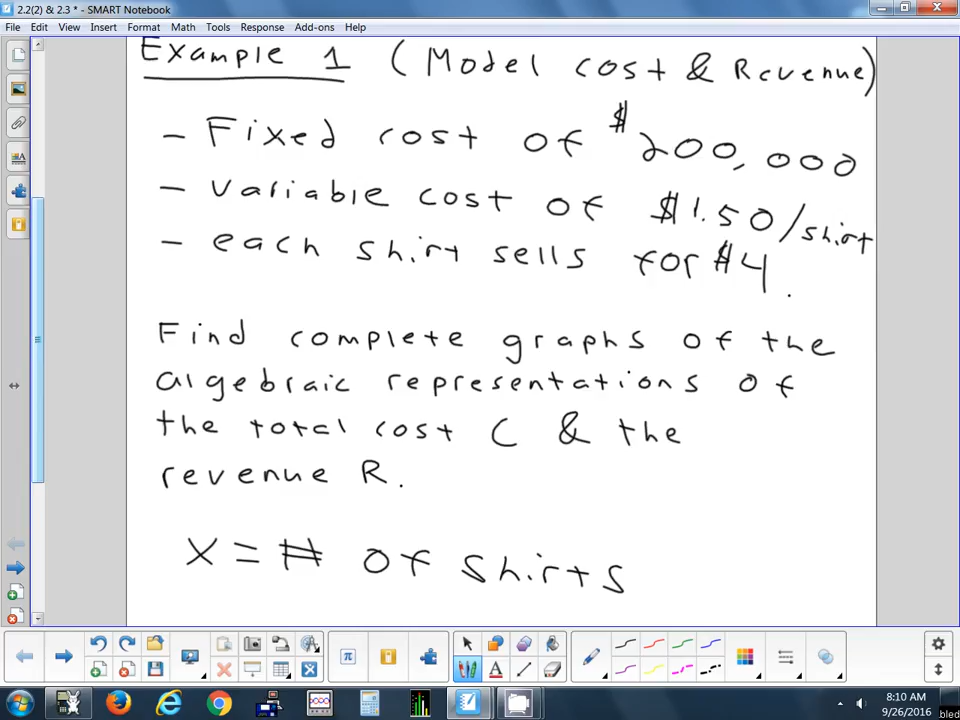 2.2(2) & 2.3 * - SMART Notebook
File Edit View Insert Format Math Tools Response Add-ons Help
Example 1 (Model cost & Revenue)
- Fixed cost of $200,000
- variable cost of $1.50/shirt
- each shirt sells for $4.
Find complete graphs of the
algebraic representations of
the total cost C & the
revenue R.
X = # of shirts
8:10 AM
9/26/2016
bled